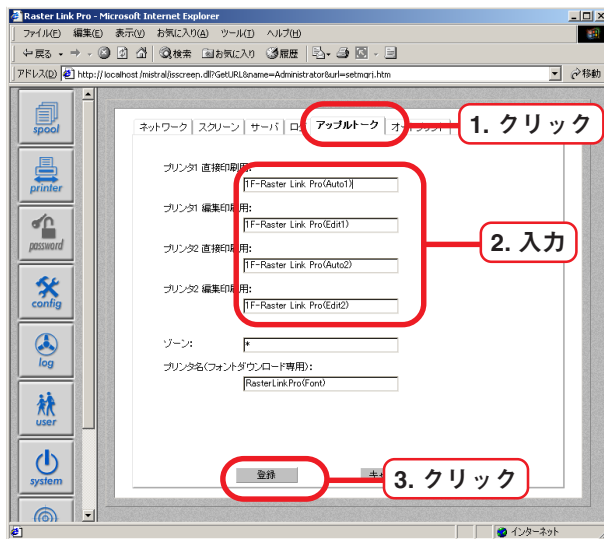 Raster Link Pro - Microsoft Internet Explorer
ファイル(F) 編集(E) 表示(V) お気に入り(A) ツール(T) ヘルプ(H)
戻る 検索 お気に入り 履歴
アドレス(D) http://localhost/mistral/isscreen.dll?GetURL&name=Administrator&url=setmgrj.htm 移動
spool
printer
password
config
log
user
system
ネットワーク スクリーン サーバ アップルトーク
1. クリック
プリンタ1 直接印刷用:
1F-Raster Link Pro(Auto1)
プリンタ1 編集印刷用:
1F-Raster Link Pro(Edit1)
2. 入力
プリンタ2 直接印刷用:
1F-Raster Link Pro(Auto2)
プリンタ2 編集印刷用:
1F-Raster Link Pro(Edit2)
ゾーン:
*
プリンタ名(フォントダウンロード専用):
RasterLinkPro(Font)
登録
3. クリック
インターネット